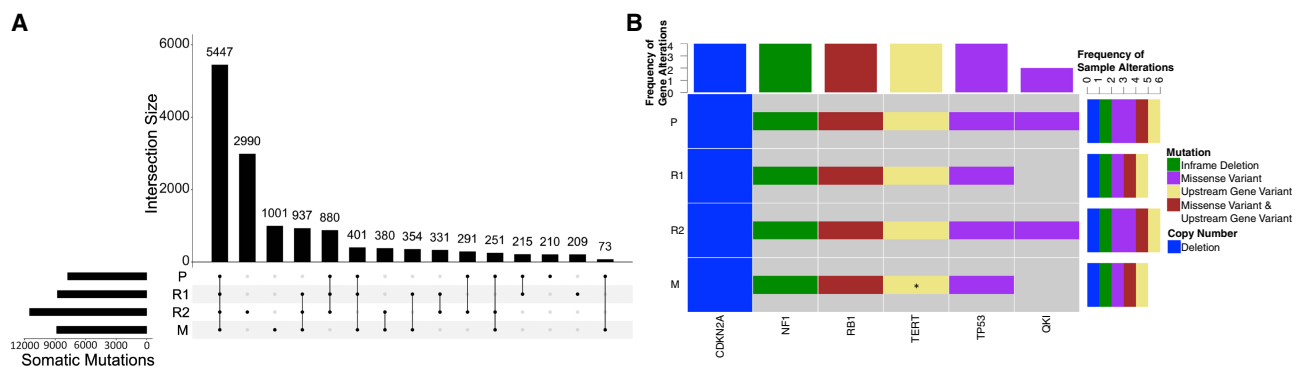 A
6000
4000
2000
0
Intersection Size
5447
2990
1001
937
880
401
380
354
331
291
251
215
210
209
73
P
R1
R2
M
12000 9000 6000 3000 0
Somatic Mutations
B
Frequency of
Gene Alterations
4
3
2
1
0
Frequency of
Sample Alterations
0 1 2 3 4 5 6
P
R1
R2
M
*
CDKN2A
NF1
RB1
TERT
TP53
QKI
Mutation
Inframe Deletion
Missense Variant
Upstream Gene Variant
Missense Variant &
Upstream Gene Variant
Copy Number
Deletion